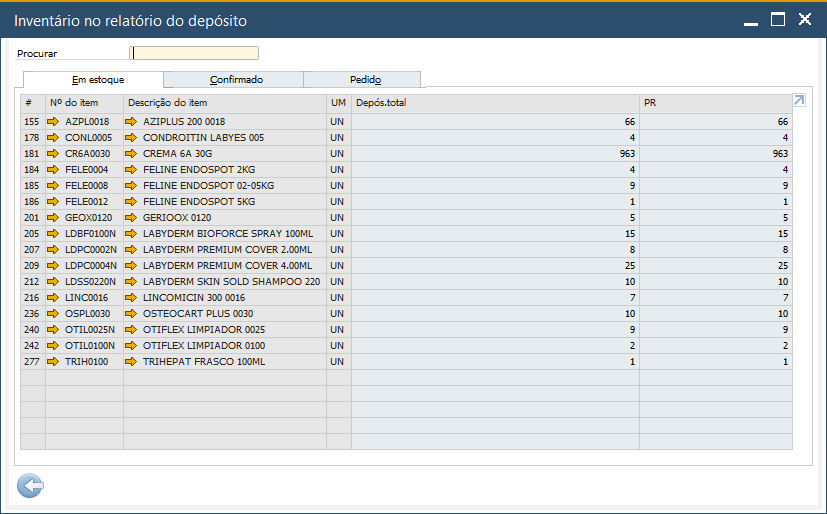 Inventário no relatório do depósito
Procurar
Em estoque Confirmado Pedido
# Nº do item Descrição do item UM Depós.total PR
155 AZPL0018 AZIPLUS 200 0018 UN 66 66
178 CONL0005 CONDROITIN LABYES 005 UN 4 4
181 CR6A0030 CREMA 6A 30G UN 963 963
184 FELE0004 FELINE ENDOSPOT 2KG UN 4 4
185 FELE0008 FELINE ENDOSPOT 02-05KG UN 9 9
186 FELE0012 FELINE ENDOSPOT 5KG UN 1 1
201 GEOX0120 GERIOOX 0120 UN 5 5
205 LDBF0100N LABYDERM BIOFORCE SPRAY 100ML UN 15 15
207 LDPC0002N LABYDERM PREMIUM COVER 2.00ML UN 8 8
209 LDPC0004N LABYDERM PREMIUM COVER 4.00ML UN 25 25
212 LDSS0220N LABYDERM SKIN SOLD SHAMPOO 220 UN 10 10
216 LINC0016 LINCOMICIN 300 0016 UN 7 7
236 OSPL0030 OSTEOCART PLUS 0030 UN 10 10
240 OTIL0025N OTIFLEX LIMPIADOR 0025 UN 9 9
242 OTIL0100N OTIFLEX LIMPIADOR 0100 UN 2 2
277 TRIH0100 TRIHEPAT FRASCO 100ML UN 1 1